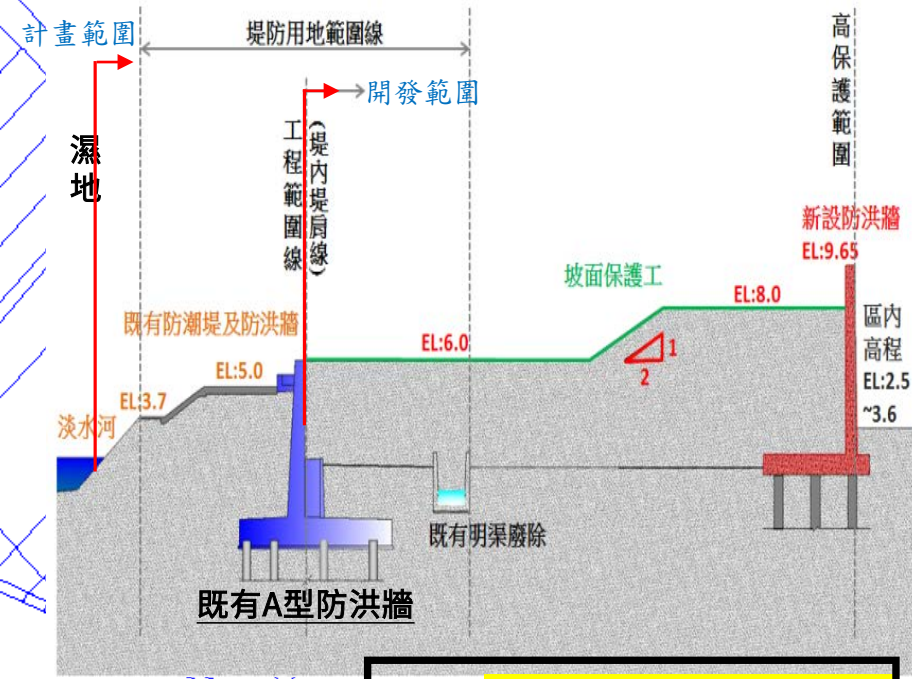 計畫範圍
堤防用地範圍線
高保護範圍
開發範圍
濕地
工程範圍線
(堤內堤肩線)
新設防洪牆
EL:9.65
坡面保護工
EL:8.0
既有防潮堤及防洪牆
區內
高程
EL:2.5
~3.6
EL:6.0
1
2
EL:5.0
EL:3.7
淡水河
既有明渠廢除
既有A型防洪牆